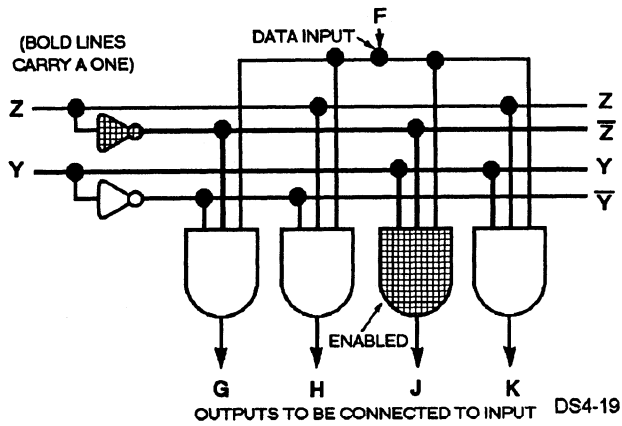 F
(BOLD LINES
CARRY A ONE)
DATA INPUT
Z
Z
Z̅
Y
Y
Y̅
ENABLED
G
H
J
K
OUTPUTS TO BE CONNECTED TO INPUT
DS4-19